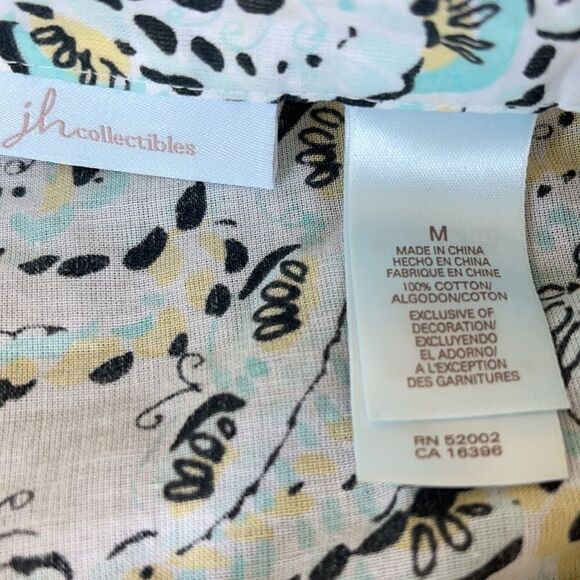 jh collectibles
M
MADE IN CHINA
HECHO EN CHINA
FABRIQUE EN CHINE
100% COTTON/
ALGODON/COTON
EXCLUSIVE OF
DECORATION/
EXCLUYENDO
EL ADORNO/
A L'EXCEPTION
DES GARNITURES
RN 52002
CA 16396